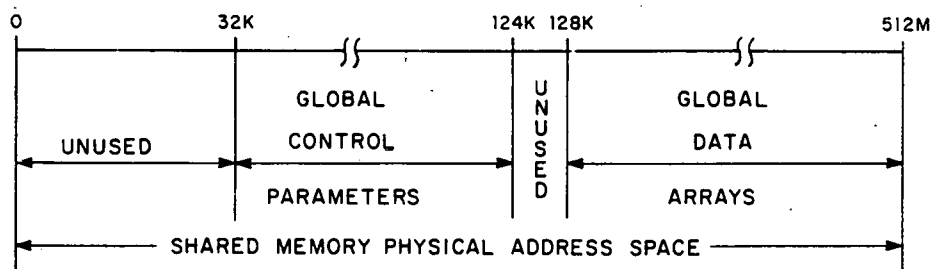 0 32K 124K 128K 512M
UNUSED
GLOBAL
CONTROL
PARAMETERS
UNUSED
GLOBAL
DATA
ARRAYS
SHARED MEMORY PHYSICAL ADDRESS SPACE